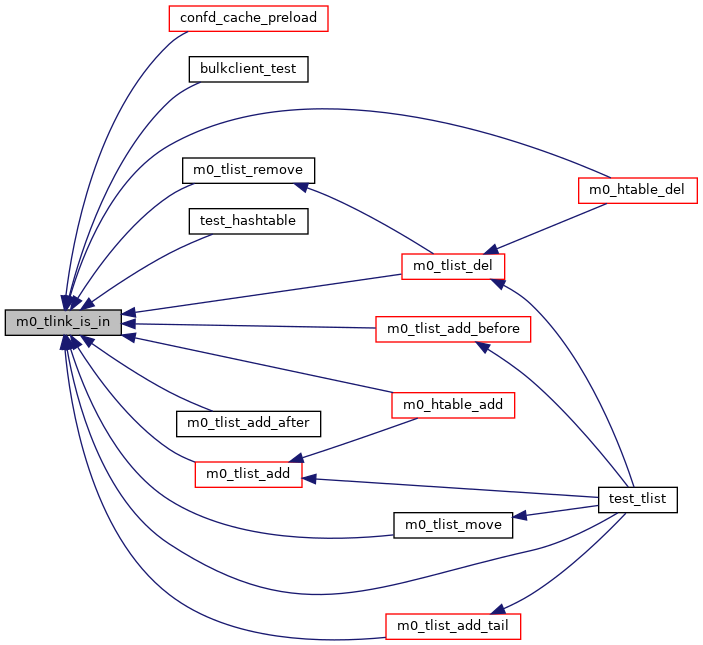 confd_cache_preload
bulkclient_test
m0_tlist_remove
m0_htable_del
test_hashtable
m0_tlist_del
m0_tlink_is_in
m0_tlist_add_before
m0_htable_add
m0_tlist_add_after
m0_tlist_add
test_tlist
m0_tlist_move
m0_tlist_add_tail